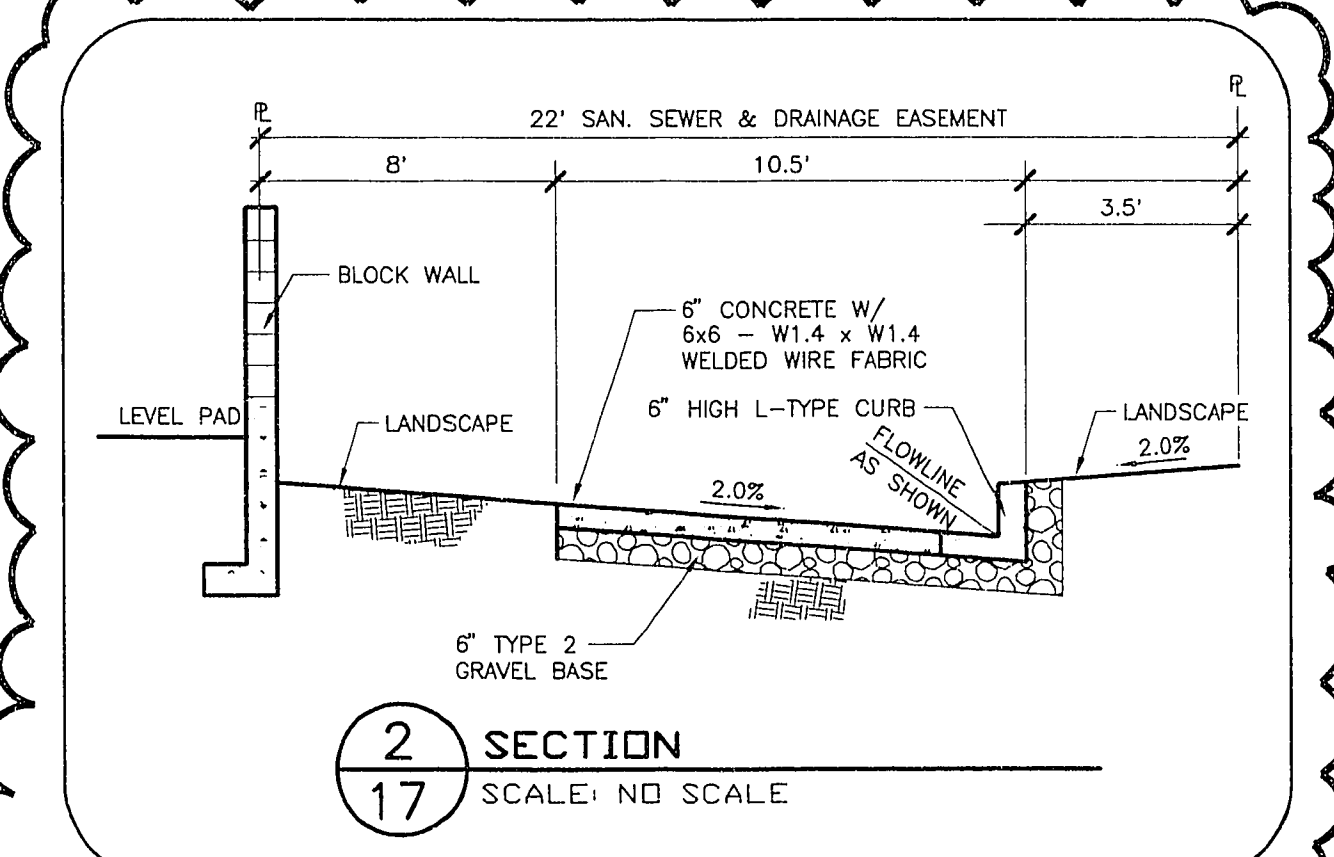 PL
PL
22' SAN. SEWER & DRAINAGE EASEMENT
8'
10.5'
3.5'
BLOCK WALL
6" CONCRETE W/
6x6 – W1.4 x W1.4
WELDED WIRE FABRIC
LEVEL PAD
LANDSCAPE
6" HIGH L-TYPE CURB
LANDSCAPE
FLOWLINE
AS SHOWN
2.0%
2.0%
6" TYPE 2
GRAVEL BASE
2
17
SECTION
SCALE: NO SCALE